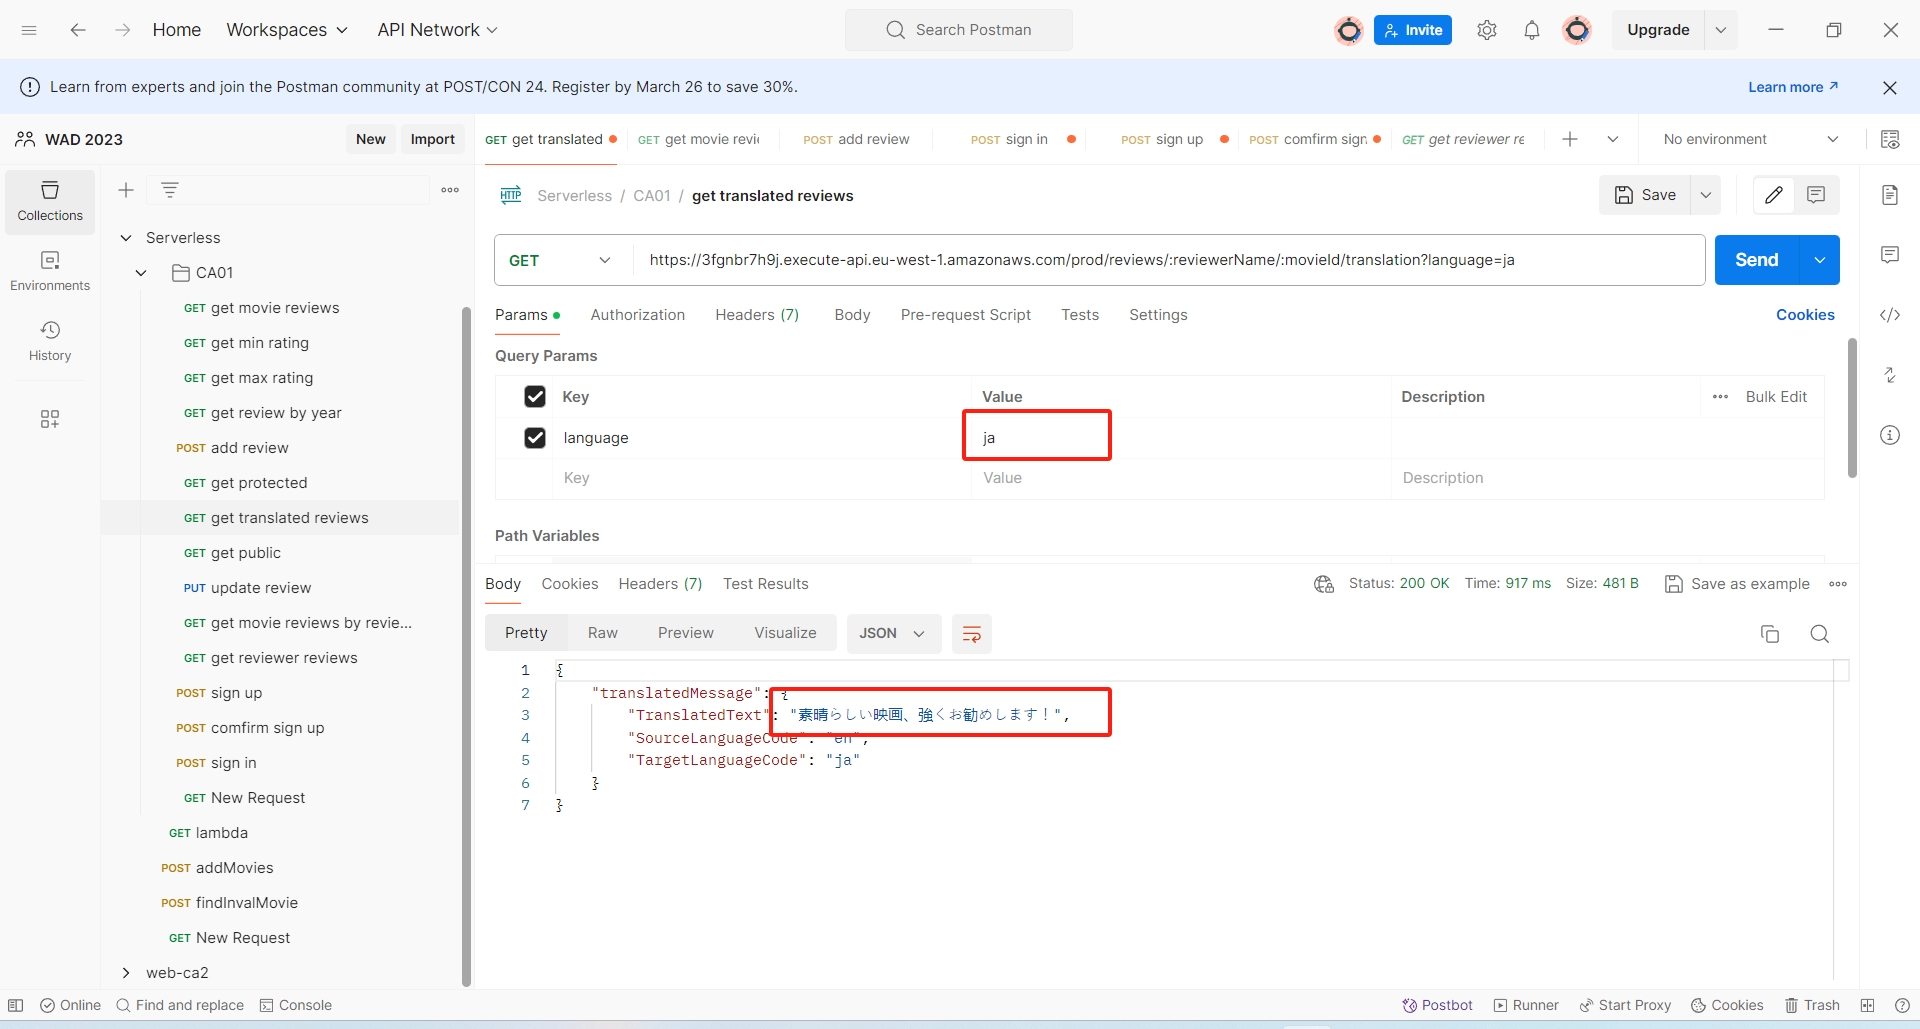 Home Workspaces API Network Search Postman Invite Upgrade
Learn from experts and join the Postman community at POST/CON 24. Register by March 26 to save 30%. Learn more ↗
WAD 2023 New Import GET get translated GET get movie revi POST add review POST sign in POST sign up POST comfirm sign GET get reviewer re No environment
Serverless / CA01 / get translated reviews Save
Collections
Environments
History
Serverless
CA01
GET get movie reviews
GET get min rating
GET get max rating
GET get review by year
POST add review
GET get protected
GET get translated reviews
GET get public
PUT update review
GET get movie reviews by revie...
GET get reviewer reviews
POST sign up
POST comfirm sign up
POST sign in
GET New Request
GET lambda
POST addMovies
POST findInvalMovie
GET New Request
web-ca2
GET https://3fgnbr7h9j.execute-api.eu-west-1.amazonaws.com/prod/reviews/:reviewerName/:movieId/translation?language=ja Send
Params Authorization Headers (7) Body Pre-request Script Tests Settings Cookies
Query Params
Key Value Description Bulk Edit
language ja
Key Value Description
Path Variables
Body Cookies Headers (7) Test Results Status: 200 OK Time: 917 ms Size: 481 B Save as example
Pretty Raw Preview Visualize JSON
1 {
2 "translatedMessage": {
3 "TranslatedText": "素晴らしい映画、強くお勧めします！",
4 "SourceLanguageCode": "en",
5 "TargetLanguageCode": "ja"
6 }
7 }
Online Find and replace Console Postbot Runner Start Proxy Cookies Trash